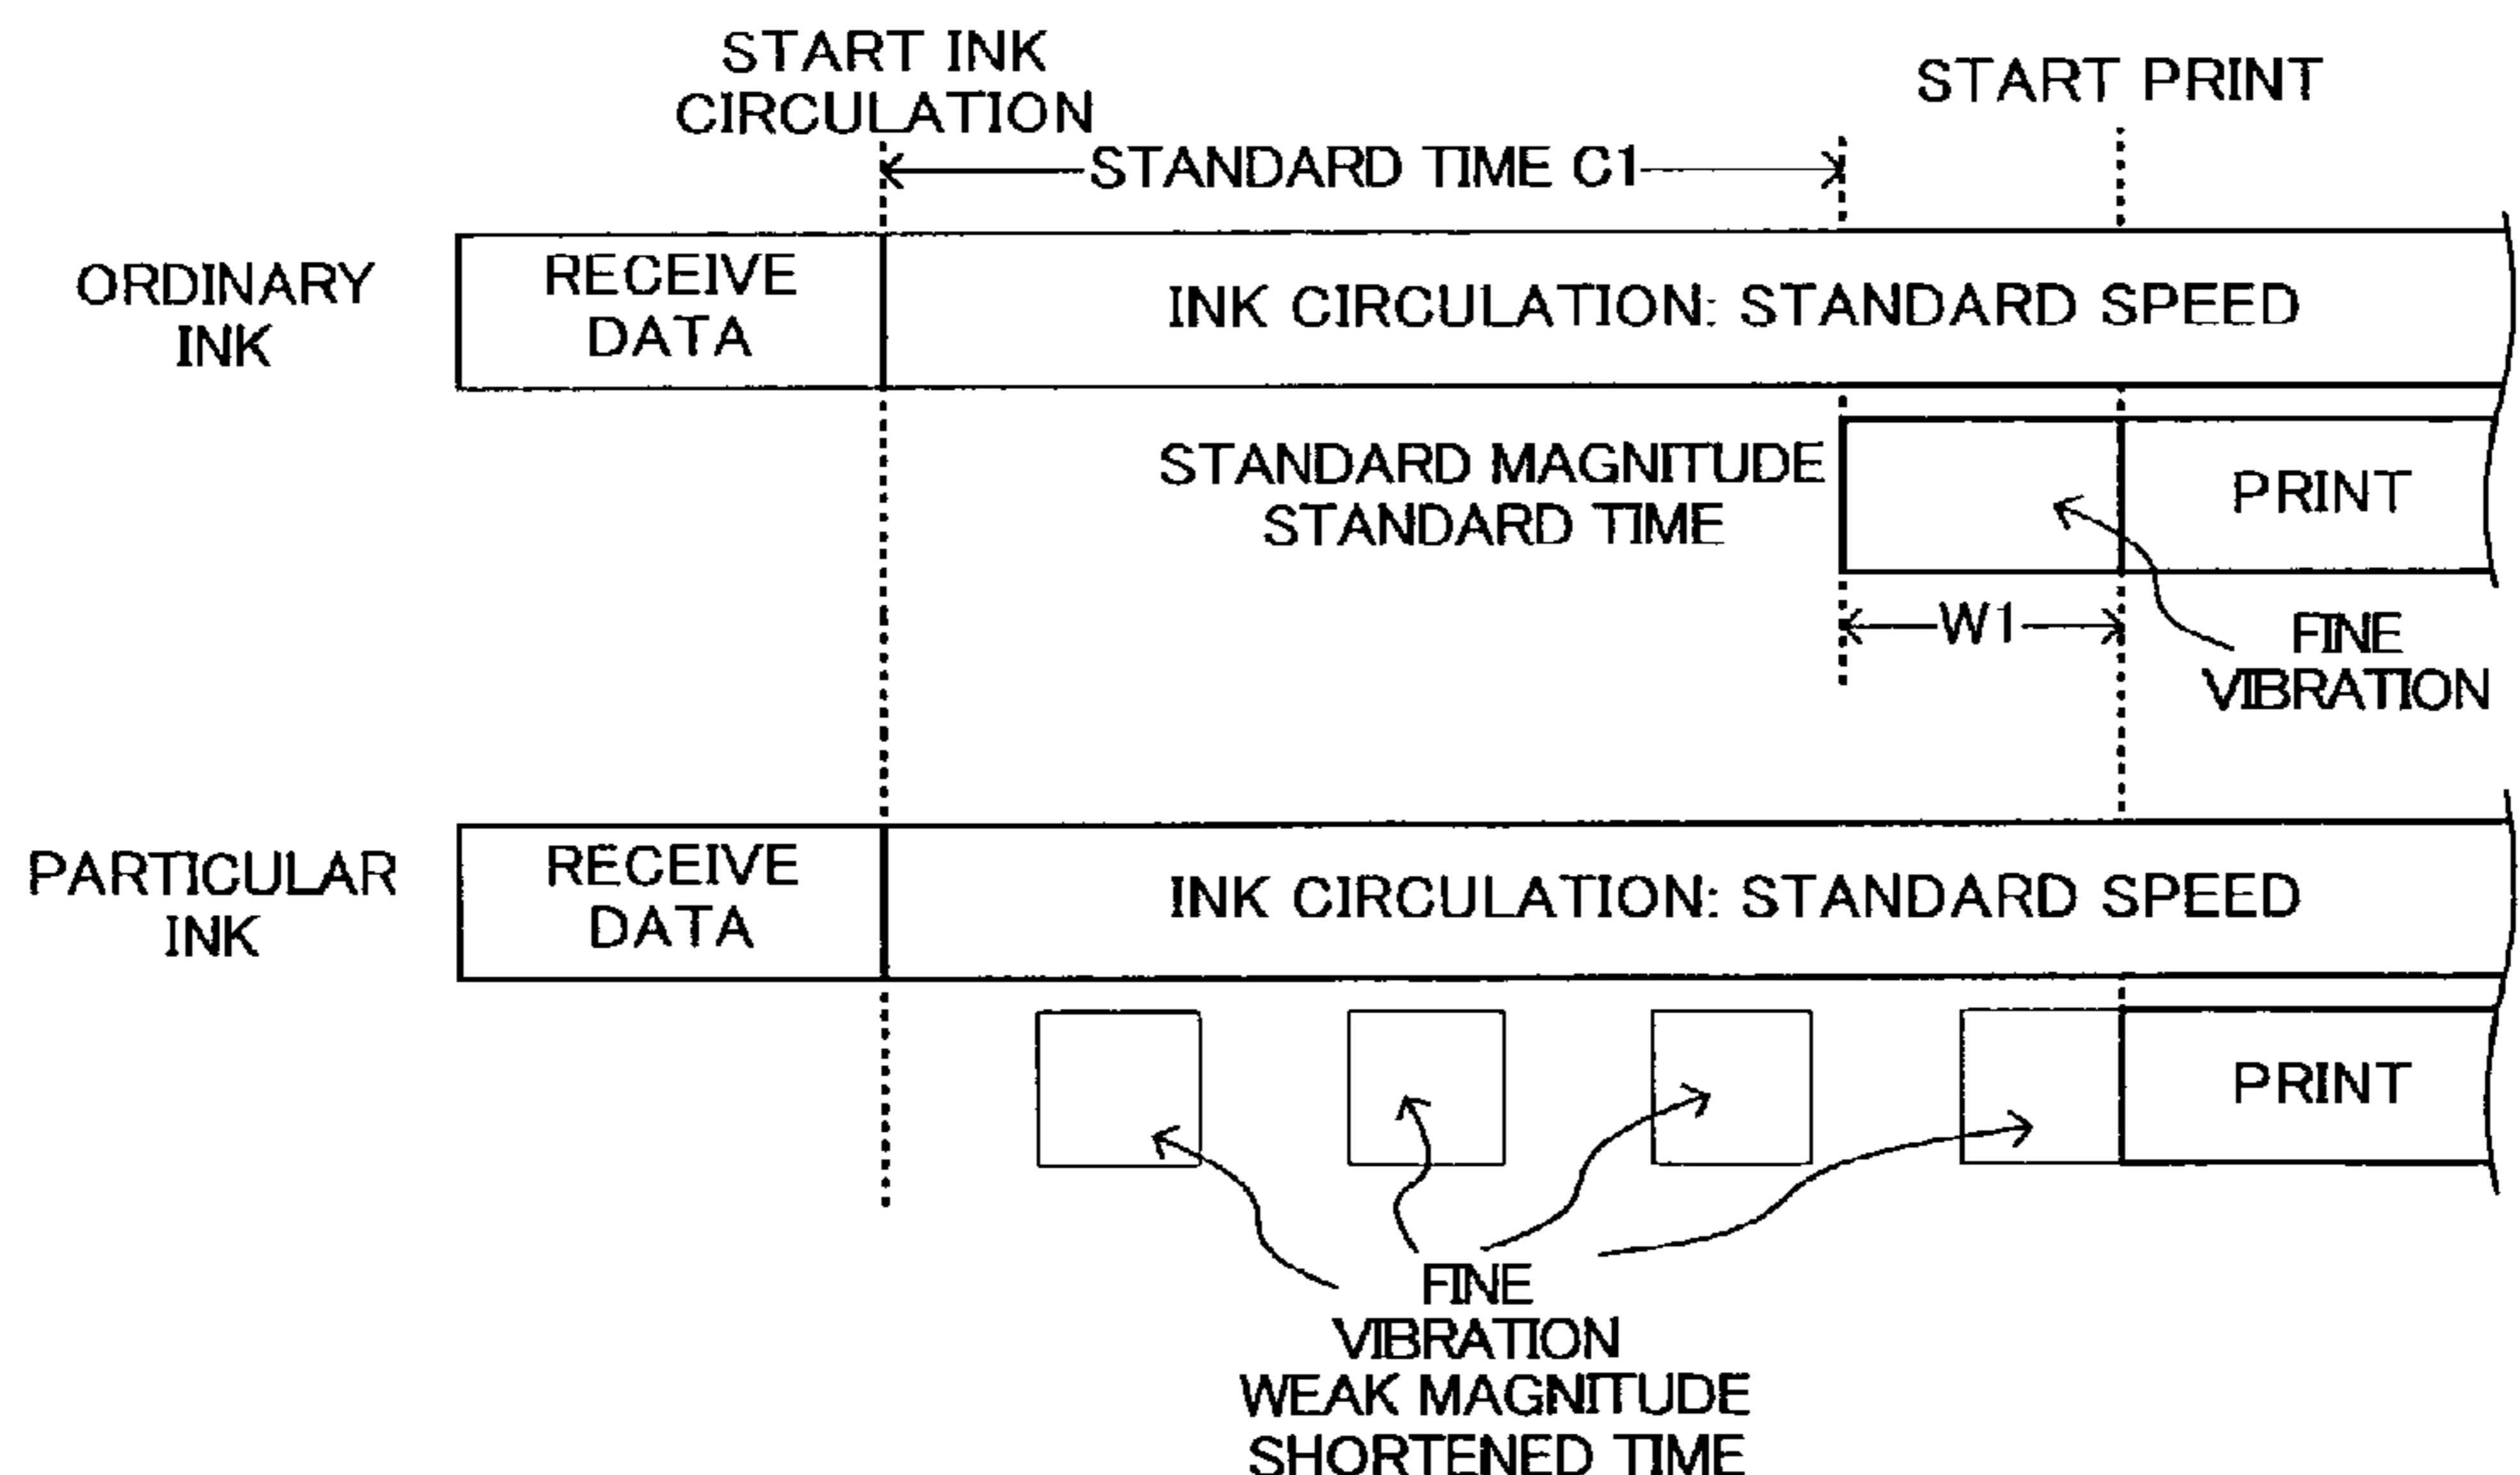 START INK
CIRCULATION
START PRINT
STANDARD TIME C1
ORDINARY
INK
RECEIVE
DATA
INK CIRCULATION: STANDARD SPEED
STANDARD MAGNITUDE
STANDARD TIME
PRINT
W1
FINE
VIBRATION
PARTICULAR
INK
RECEIVE
DATA
INK CIRCULATION: STANDARD SPEED
PRINT
FINE
VIBRATION
WEAK MAGNITUDE
SHORTENED TIME